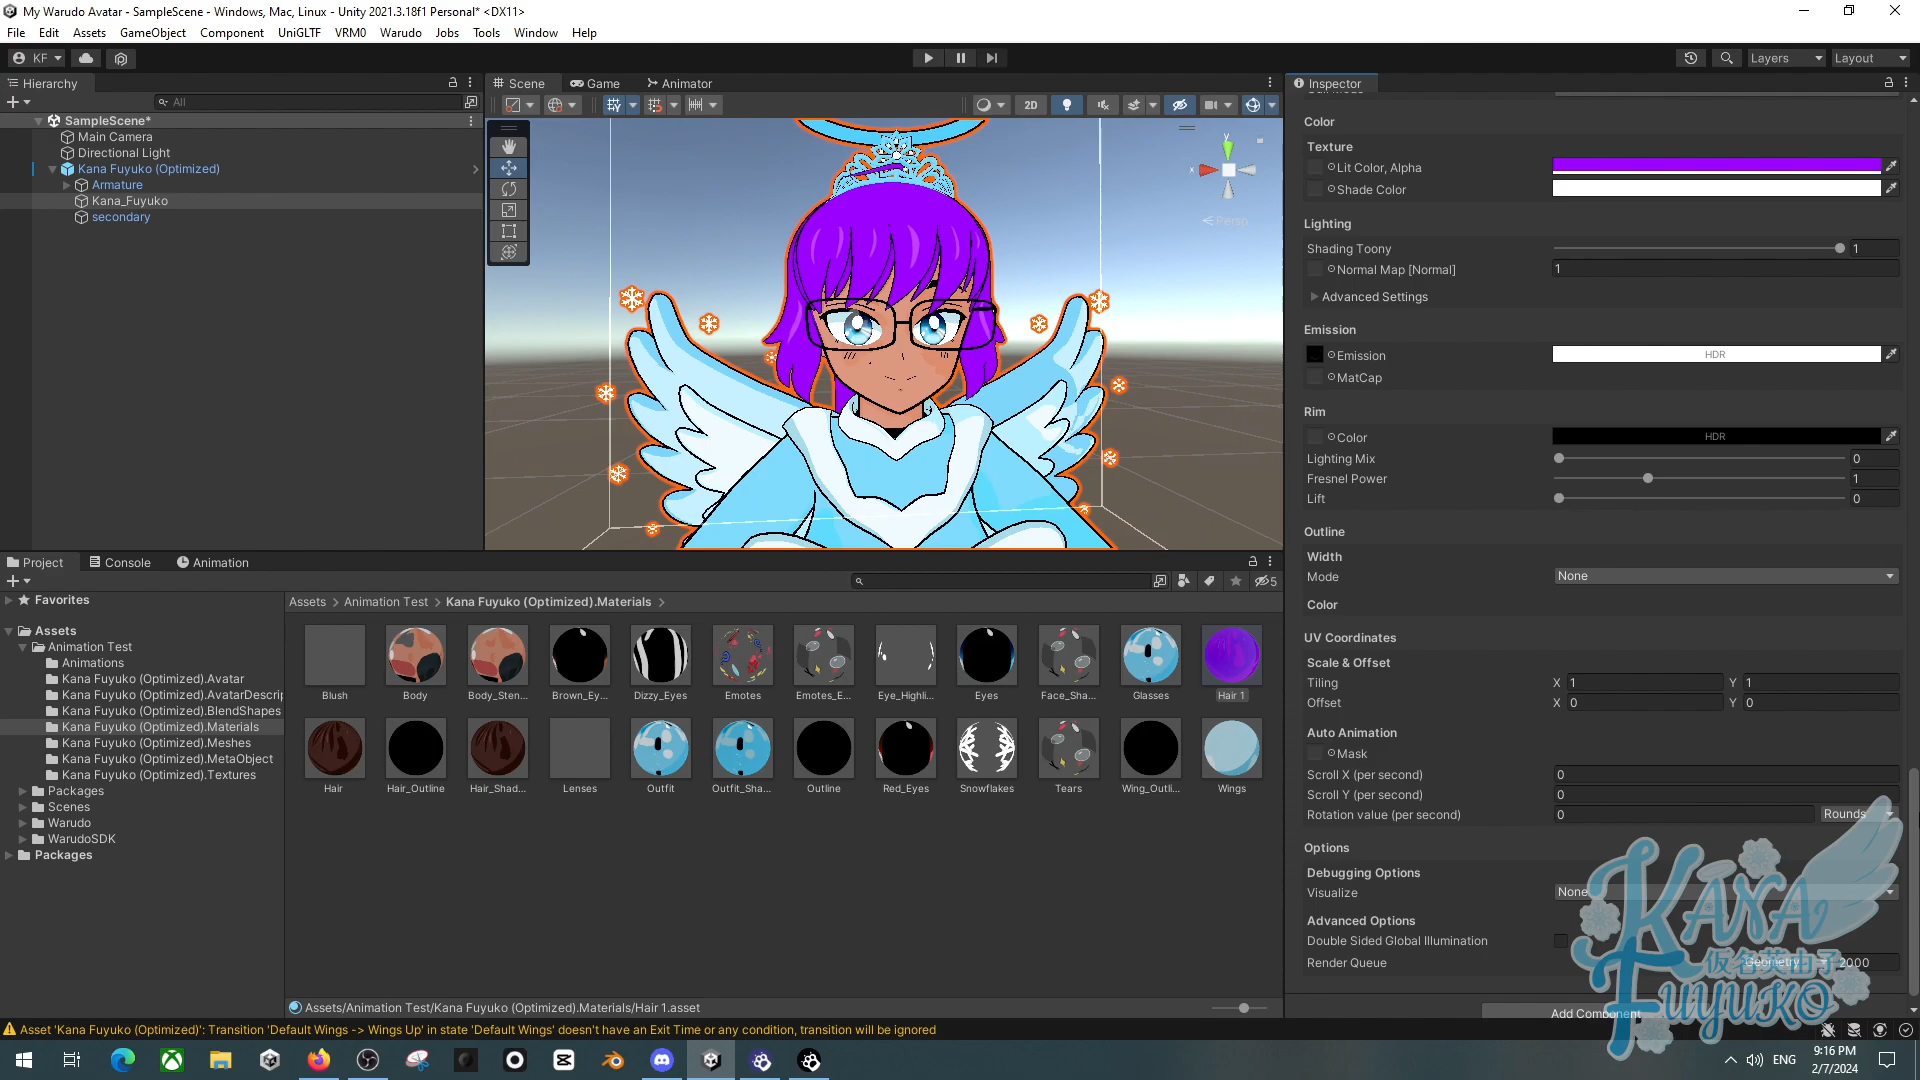 My Warudo Avatar - SampleScene - Windows, Mac, Linux - Unity 2021.3.18f1 Personal* <DX11>
File Edit Assets GameObject Component UniGLTF VRM0 Warudo Jobs Tools Window Help
KF Layers Layout
Hierarchy
All
SampleScene*
Main Camera
Directional Light
Kana Fuyuko (Optimized)
Armature
Kana_Fuyuko
secondary
Scene Game Animator
2D
y
x
Persp
Inspector
Color
Texture
Lit Color, Alpha
Shade Color
Lighting
Shading Toony 1
Normal Map [Normal] 1
Advanced Settings
Emission
Emission HDR
MatCap
Rim
Color HDR
Lighting Mix 0
Fresnel Power 1
Lift 0
Outline
Width
Mode None
Color
UV Coordinates
Scale & Offset
Tiling X 1 Y 1
Offset X 0 Y 0
Auto Animation
Mask
Scroll X (per second) 0
Scroll Y (per second) 0
Rotation value (per second) 0 Rounds
Options
Debugging Options
Visualize None
Advanced Options
Double Sided Global Illumination
Render Queue Geometry 2000
Add Component
KANA
仮名芙由子
FUYUKO
Project Console Animation
5
Favorites
Assets
Animation Test
Animations
Kana Fuyuko (Optimized).Avatar
Kana Fuyuko (Optimized).AvatarDescrip
Kana Fuyuko (Optimized).BlendShapes
Kana Fuyuko (Optimized).Materials
Kana Fuyuko (Optimized).Meshes
Kana Fuyuko (Optimized).MetaObject
Kana Fuyuko (Optimized).Textures
Packages
Scenes
Warudo
WarudoSDK
Packages
Assets > Animation Test > Kana Fuyuko (Optimized).Materials >
Blush Body Body_Sten... Brown_Ey... Dizzy_Eyes Emotes Emotes_E... Eye_Highli... Eyes Face_Sha... Glasses Hair 1
Hair Hair_Outline Hair_Shad... Lenses Outfit Outfit_Sha... Outline Red_Eyes Snowflakes Tears Wing_Outli... Wings
Assets/Animation Test/Kana Fuyuko (Optimized).Materials/Hair 1.asset
Asset 'Kana Fuyuko (Optimized)': Transition 'Default Wings -> Wings Up' in state 'Default Wings' doesn't have an Exit Time or any condition, transition will be ignored
ENG
9:16 PM
2/7/2024